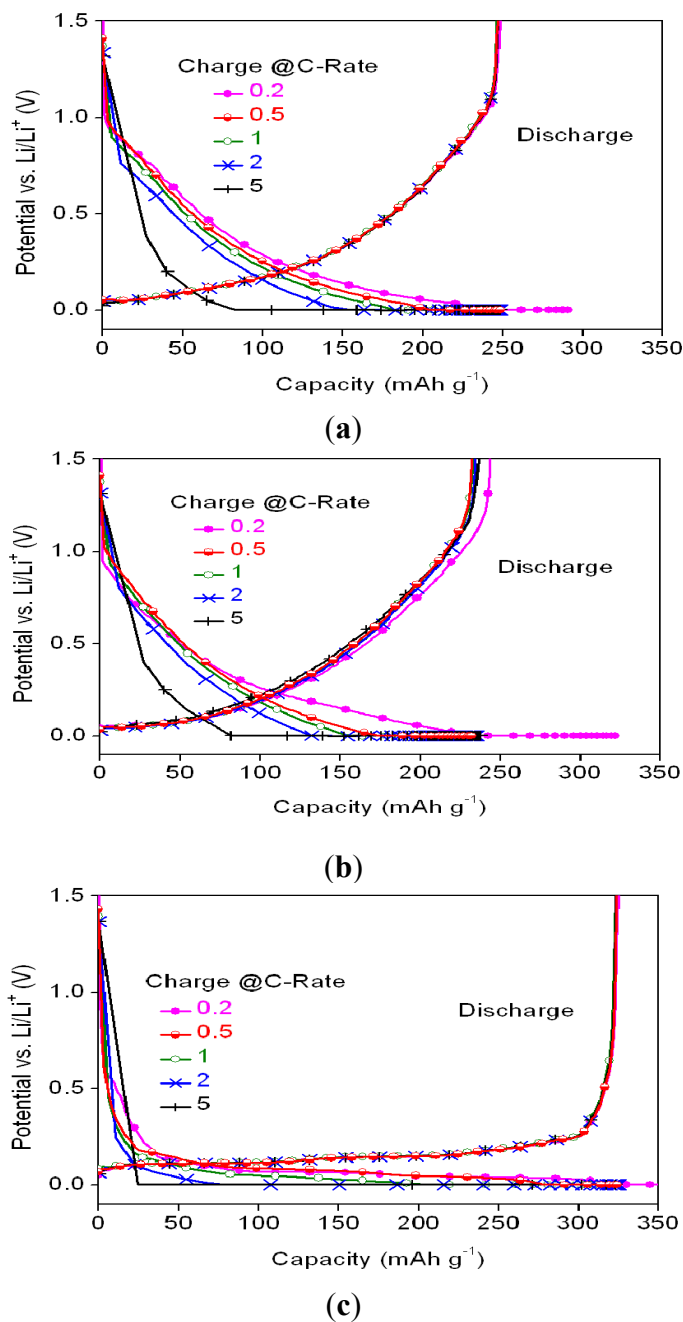 1.5
1.0
0.5
0.0
Potential vs. Li/Li⁺ (V)
Charge @C-Rate
0.2
0.5
1
2
5
Discharge
0 50 100 150 200 250 300 350
Capacity (mAh g⁻¹)
(a)
1.5
1.0
0.5
0.0
Potential vs. Li/Li⁺ (V)
Charge @C-Rate
0.2
0.5
1
2
5
Discharge
0 50 100 150 200 250 300 350
Capacity (mAh g⁻¹)
(b)
1.5
1.0
0.5
0.0
Potential vs. Li/Li⁺ (V)
Charge @C-Rate
0.2
0.5
1
2
5
Discharge
0 50 100 150 200 250 300 350
Capacity (mAh g⁻¹)
(c)